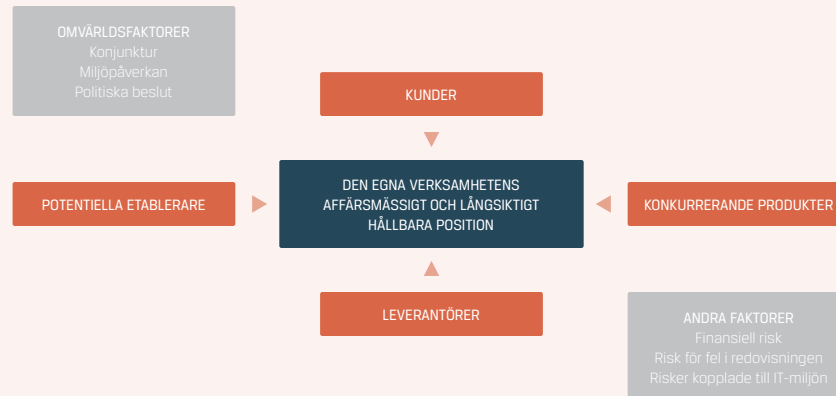 OMVÄRLDSFAKTORER
Konjunktur
Miljöpåverkan
Politiska beslut
KUNDER
POTENTIELLA ETABLERARE
DEN EGNA VERKSAMHETENS
AFFÄRSMÄSSIGT OCH LÅNGSIKTIGT
HÅLLBARA POSITION
KONKURRERANDE PRODUKTER
LEVERANTÖRER
ANDRA FAKTORER
Finansiell risk
Risk för fel i redovisningen
Risker kopplade till IT-miljön